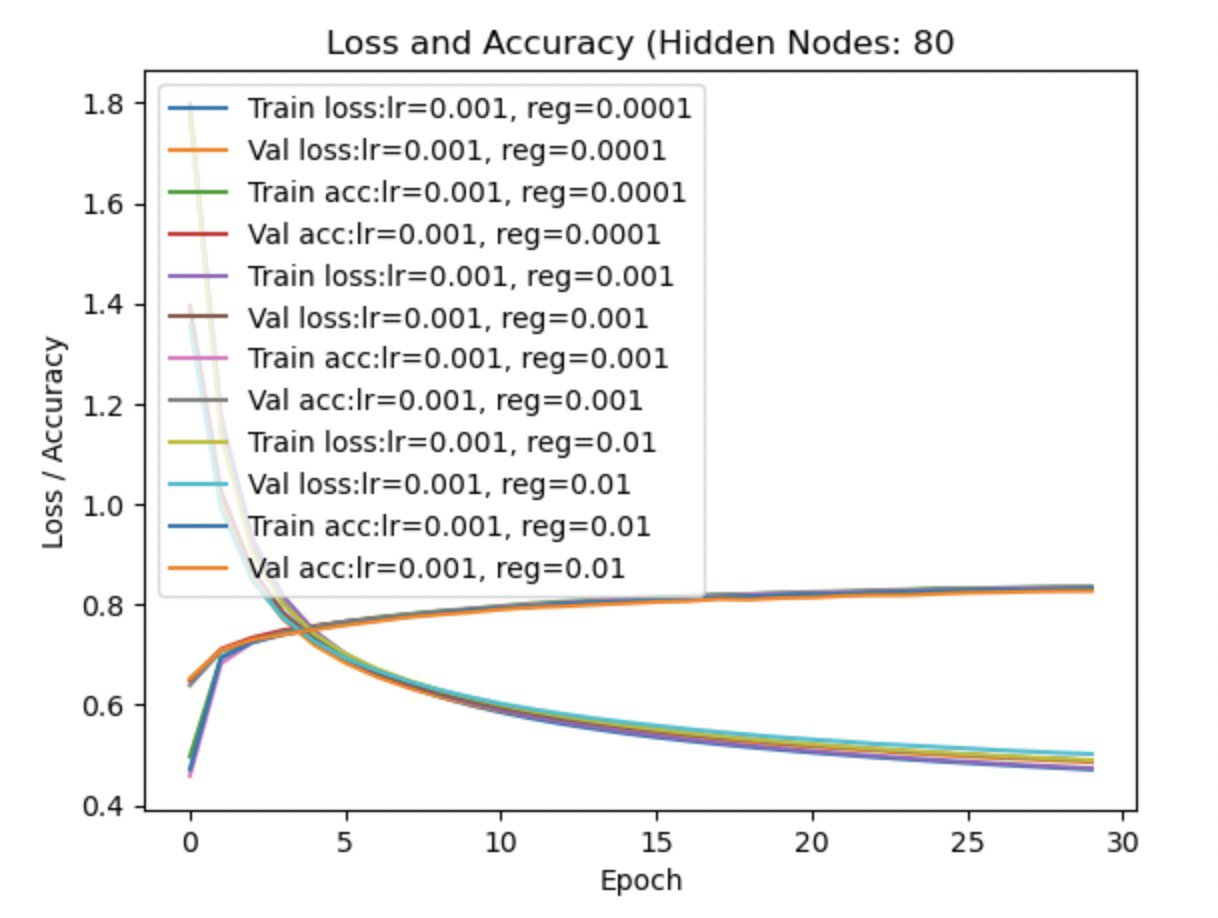 Loss and Accuracy (Hidden Nodes: 80
Train loss:lr=0.001, reg=0.0001
Val loss:lr=0.001, reg=0.0001
Train acc:lr=0.001, reg=0.0001
Val acc:lr=0.001, reg=0.0001
Train loss:lr=0.001, reg=0.001
Val loss:lr=0.001, reg=0.001
Train acc:lr=0.001, reg=0.001
Val acc:lr=0.001, reg=0.001
Train loss:lr=0.001, reg=0.01
Val loss:lr=0.001, reg=0.01
Train acc:lr=0.001, reg=0.01
Val acc:lr=0.001, reg=0.01
Loss / Accuracy
1.8
1.6
1.4
1.2
1.0
0.8
0.6
0.4
0 5 10 15 20 25 30
Epoch